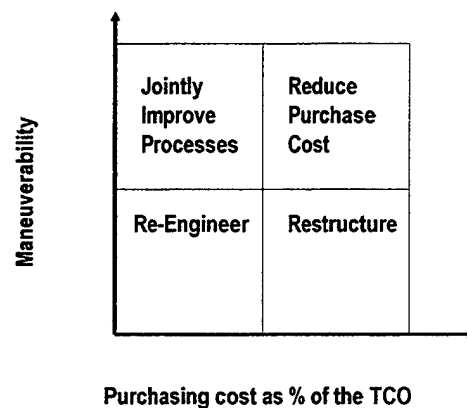 Maneuverability
Jointly
Improve
Processes
Reduce
Purchase
Cost
Re-Engineer
Restructure
Purchasing cost as % of the TCO